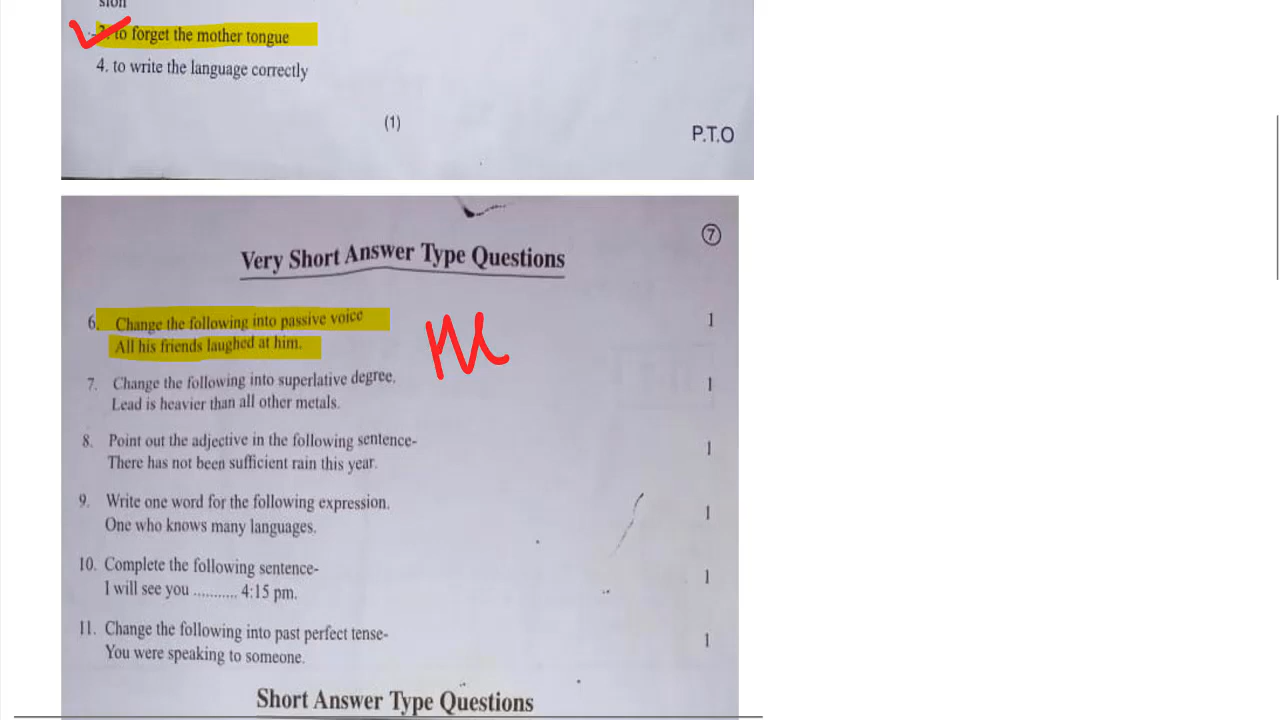 sion
3. to forget the mother tongue
4. to write the language correctly
(1)
P.T.O
7
Very Short Answer Type Questions
6. Change the following into passive voice 1
All his friends laughed at him.
7. Change the following into superlative degree. 1
Lead is heavier than all other metals.
8. Point out the adjective in the following sentence- 1
There has not been sufficient rain this year.
9. Write one word for the following expression. 1
One who knows many languages.
10. Complete the following sentence- 1
I will see you .......... 4:15 pm.
11. Change the following into past perfect tense- 1
You were speaking to someone.
Short Answer Type Questions